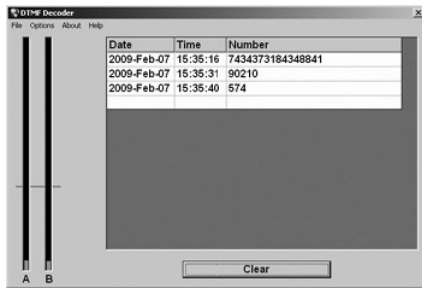 DTMF Decoder
File Options About Help
Date Time Number
2009-Feb-07 15:35:16 7434373184348841
2009-Feb-07 15:35:31 90210
2009-Feb-07 15:35:40 574
A B
Clear